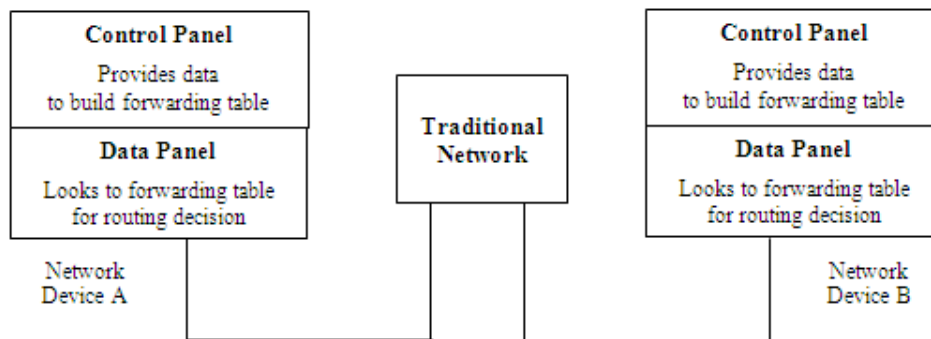 Control Panel
Provides data
to build forwarding table
Data Panel
Looks to forwarding table
for routing decision
Network
Device A
Traditional
Network
Control Panel
Provides data
to build forwarding table
Data Panel
Looks to forwarding table
for routing decision
Network
Device B